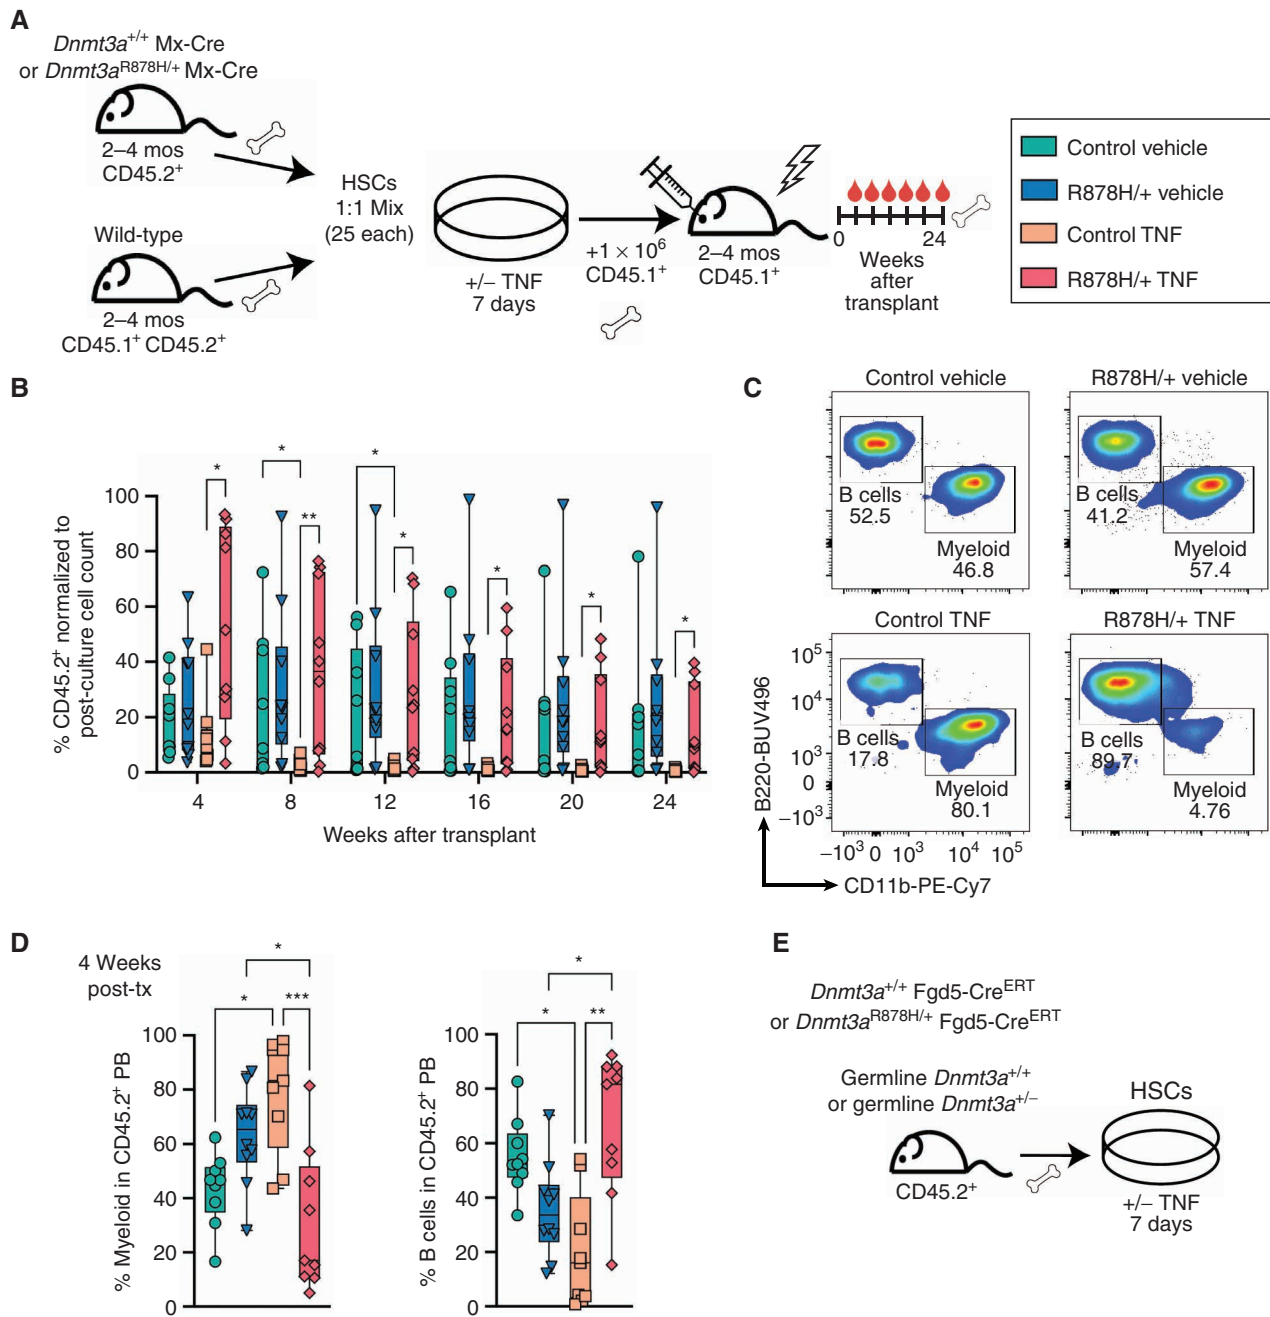 A
Dnmt3a+/+ Mx-Cre
or Dnmt3aR878H/+ Mx-Cre
2–4 mos
CD45.2+
Wild-type
2–4 mos
CD45.1+ CD45.2+
HSCs
1:1 Mix
(25 each)
+/− TNF
7 days
+1 × 10⁶
CD45.1+
2–4 mos
CD45.1+
0
24
Weeks
after
transplant
Control vehicle
R878H/+ vehicle
Control TNF
R878H/+ TNF
B
% CD45.2+ normalized to
post-culture cell count
100
80
60
40
20
0
*
*
**
*
*
*
*
*
4
8
12
16
20
24
Weeks after transplant
C
Control vehicle
B cells
52.5
Myeloid
46.8
R878H/+ vehicle
B cells
41.2
Myeloid
57.4
Control TNF
B cells
17.8
Myeloid
80.1
R878H/+ TNF
B cells
89.7
Myeloid
4.76
B220-BUV496
10⁵
10⁴
10³
0
−10³
−10³ 0 10³ 10⁴ 10⁵
CD11b-PE-Cy7
D
4 Weeks
post-tx
% Myeloid in CD45.2+ PB
100
80
60
40
20
0
*
*
***
% B cells in CD45.2+ PB
100
80
60
40
20
0
*
*
**
E
Dnmt3a+/+ Fgd5-CreERT
or Dnmt3aR878H/+ Fgd5-CreERT
Germline Dnmt3a+/+
or germline Dnmt3a+/−
CD45.2+
HSCs
+/− TNF
7 days